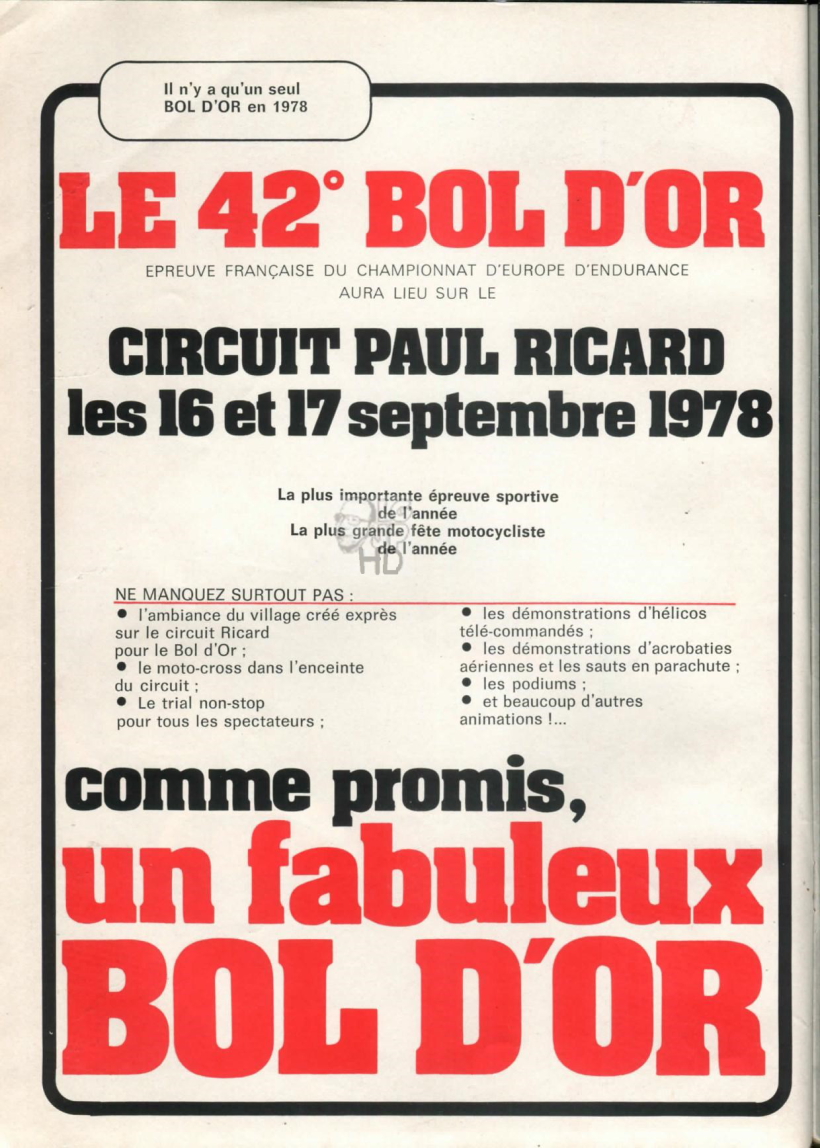 Il n'y a qu'un seul
BOL D'OR en 1978
LE 42° BOL D'OR
EPREUVE FRANÇAISE DU CHAMPIONNAT D'EUROPE D'ENDURANCE
AURA LIEU SUR LE
CIRCUIT PAUL RICARD
les 16 et 17 septembre 1978
La plus importante épreuve sportive
de l'année
La plus grande fête motocycliste
de l'année
HD
NE MANQUEZ SURTOUT PAS :
● l'ambiance du village créé exprès
sur le circuit Ricard
pour le Bol d'Or ;
● le moto-cross dans l'enceinte
du circuit ;
● Le trial non-stop
pour tous les spectateurs ;
● les démonstrations d'hélicos
télé-commandés ;
● les démonstrations d'acrobaties
aériennes et les sauts en parachute ;
● les podiums ;
● et beaucoup d'autres
animations !...
comme promis,
un fabuleux
BOL D'OR